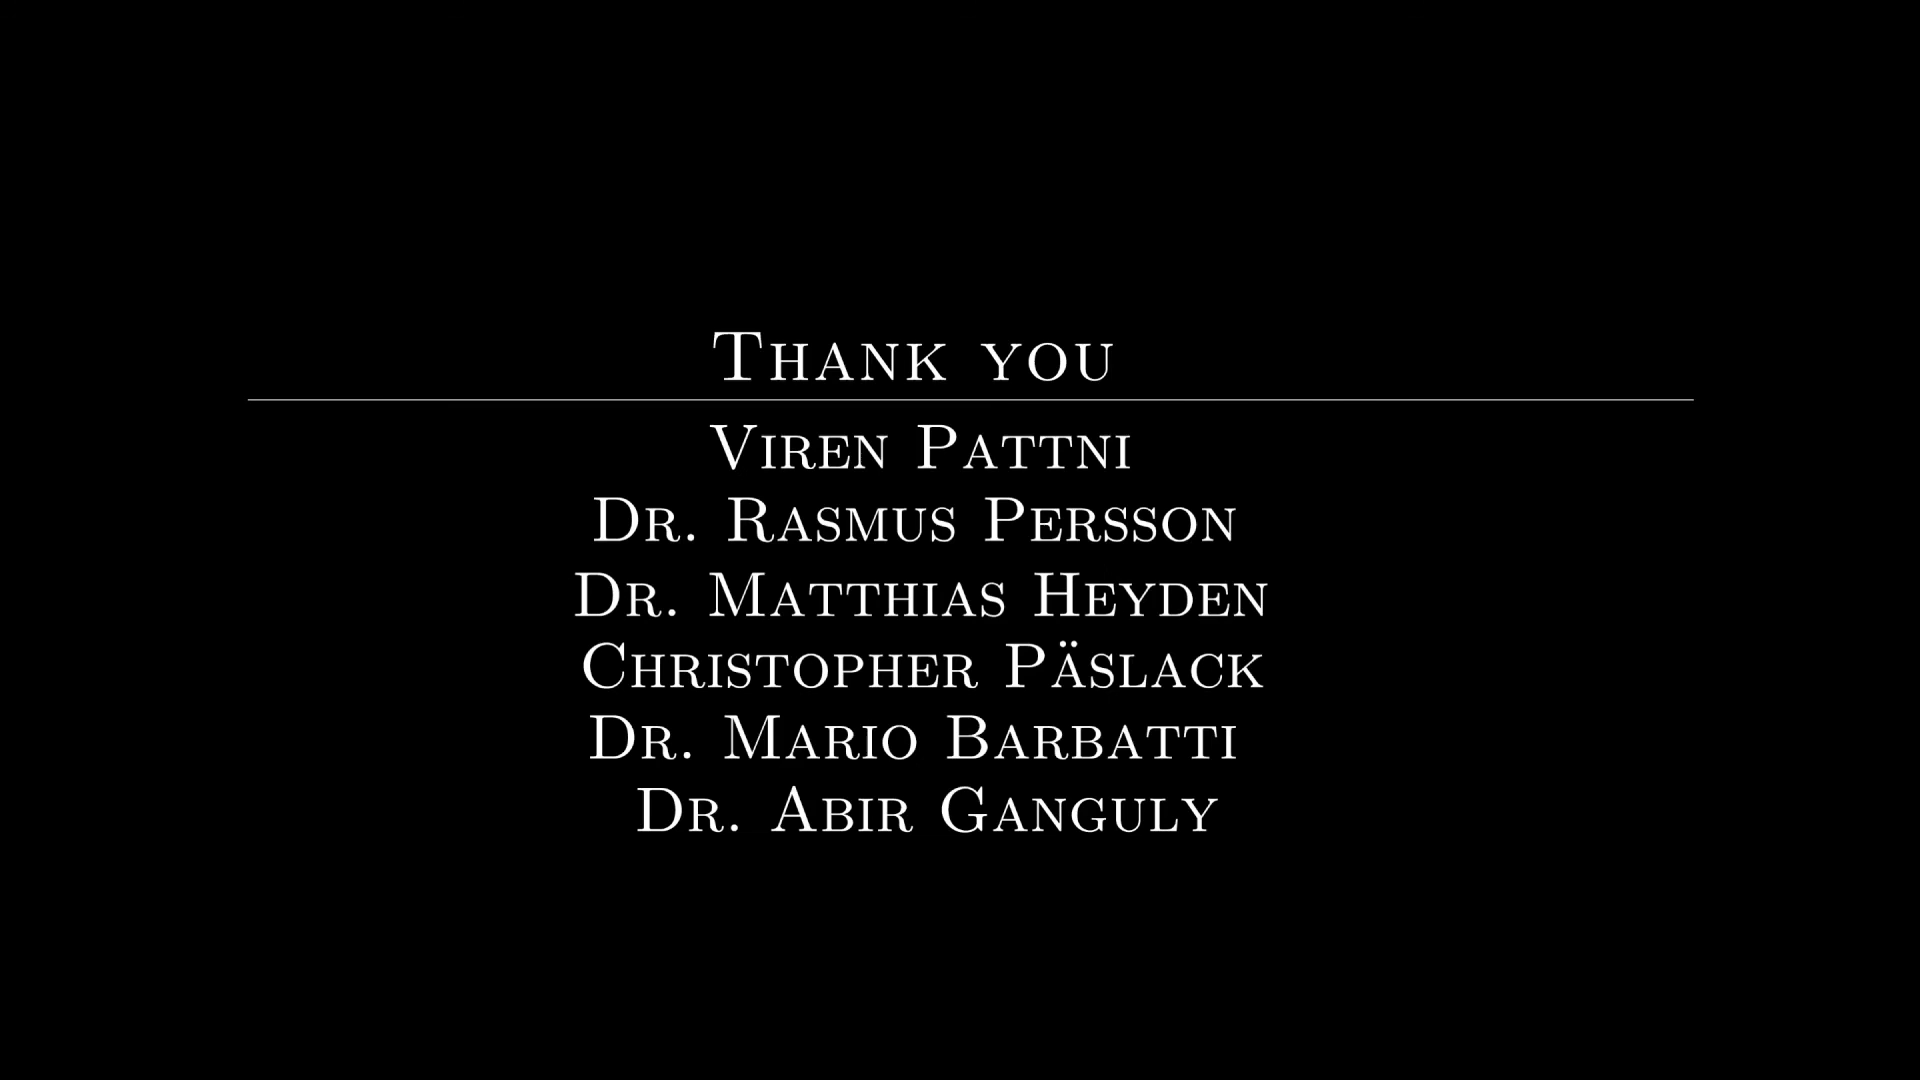 Thank you
Viren Pattni
Dr. Rasmus Persson
Dr. Matthias Heyden
Christopher Päslack
Dr. Mario Barbatti
Dr. Abir Ganguly